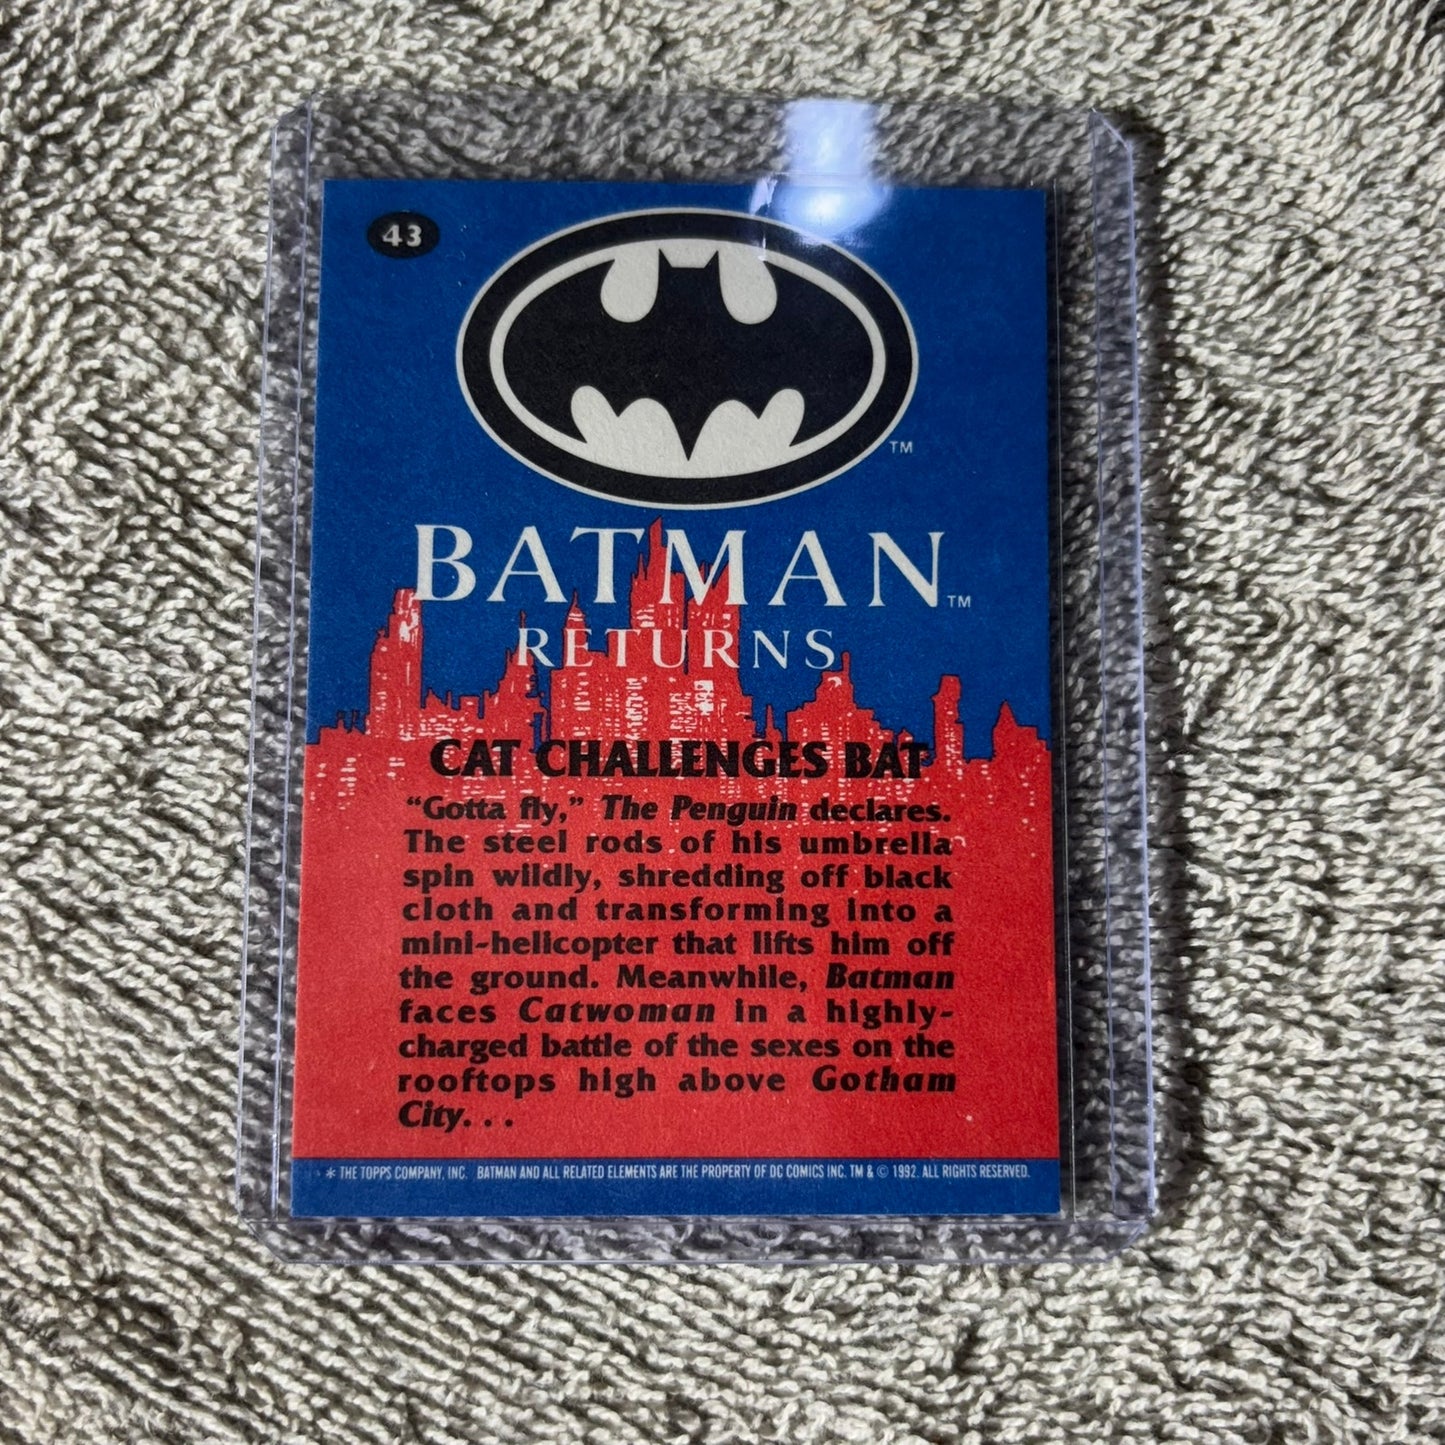 43
TM
BATMAN TM
RETURNS
CAT CHALLENGES BAT
“Gotta fly,” The Penguin declares.
The steel rods of his umbrella
spin wildly, shredding off black
cloth and transforming into a
mini-helicopter that lifts him off
the ground. Meanwhile, Batman
faces Catwoman in a highly-
charged battle of the sexes on the
rooftops high above Gotham
City. . .
* THE TOPPS COMPANY, INC. BATMAN AND ALL RELATED ELEMENTS ARE THE PROPERTY OF DC COMICS INC. TM & © 1992. ALL RIGHTS RESERVED.